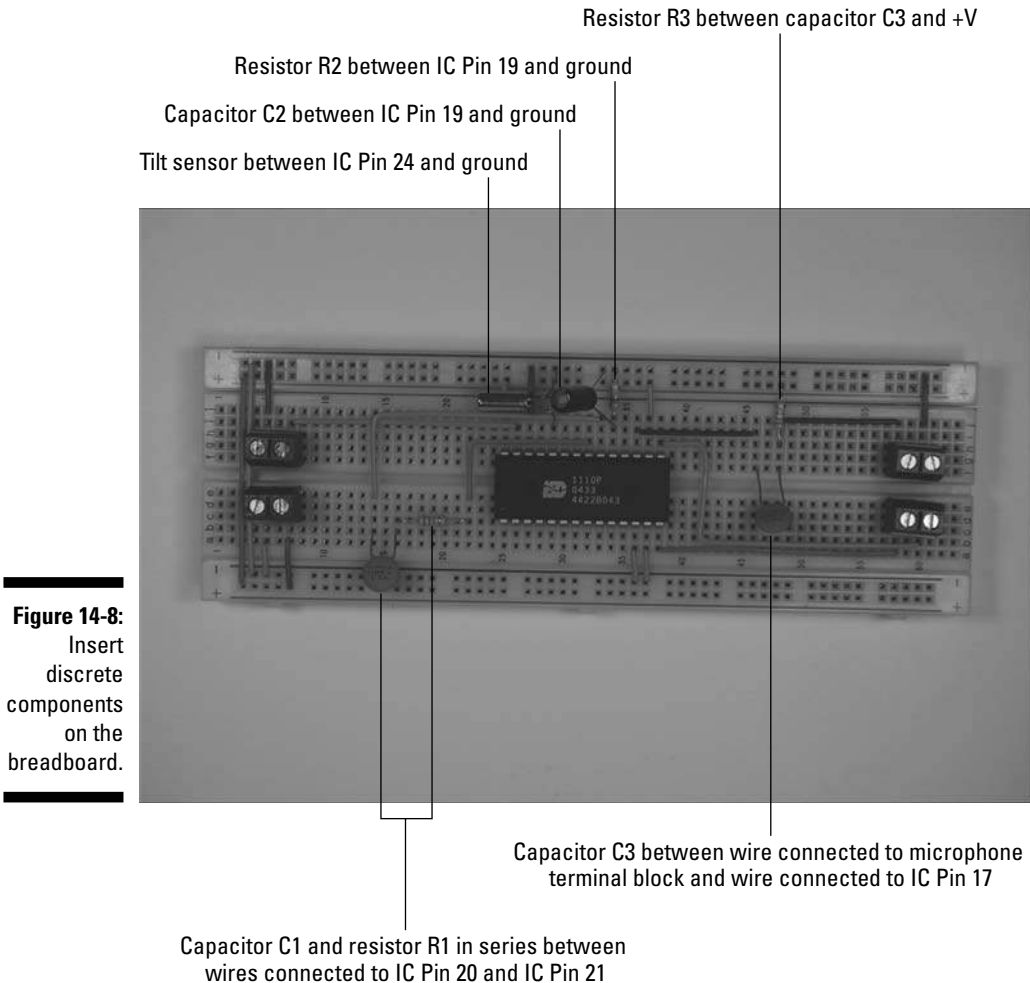 Resistor R3 between capacitor C3 and +V
Resistor R2 between IC Pin 19 and ground
Capacitor C2 between IC Pin 19 and ground
Tilt sensor between IC Pin 24 and ground
1110P
0433
4422B043
Figure 14-8:
Insert
discrete
components
on the
breadboard.
Capacitor C3 between wire connected to microphone
terminal block and wire connected to IC Pin 17
Capacitor C1 and resistor R1 in series between
wires connected to IC Pin 20 and IC Pin 21